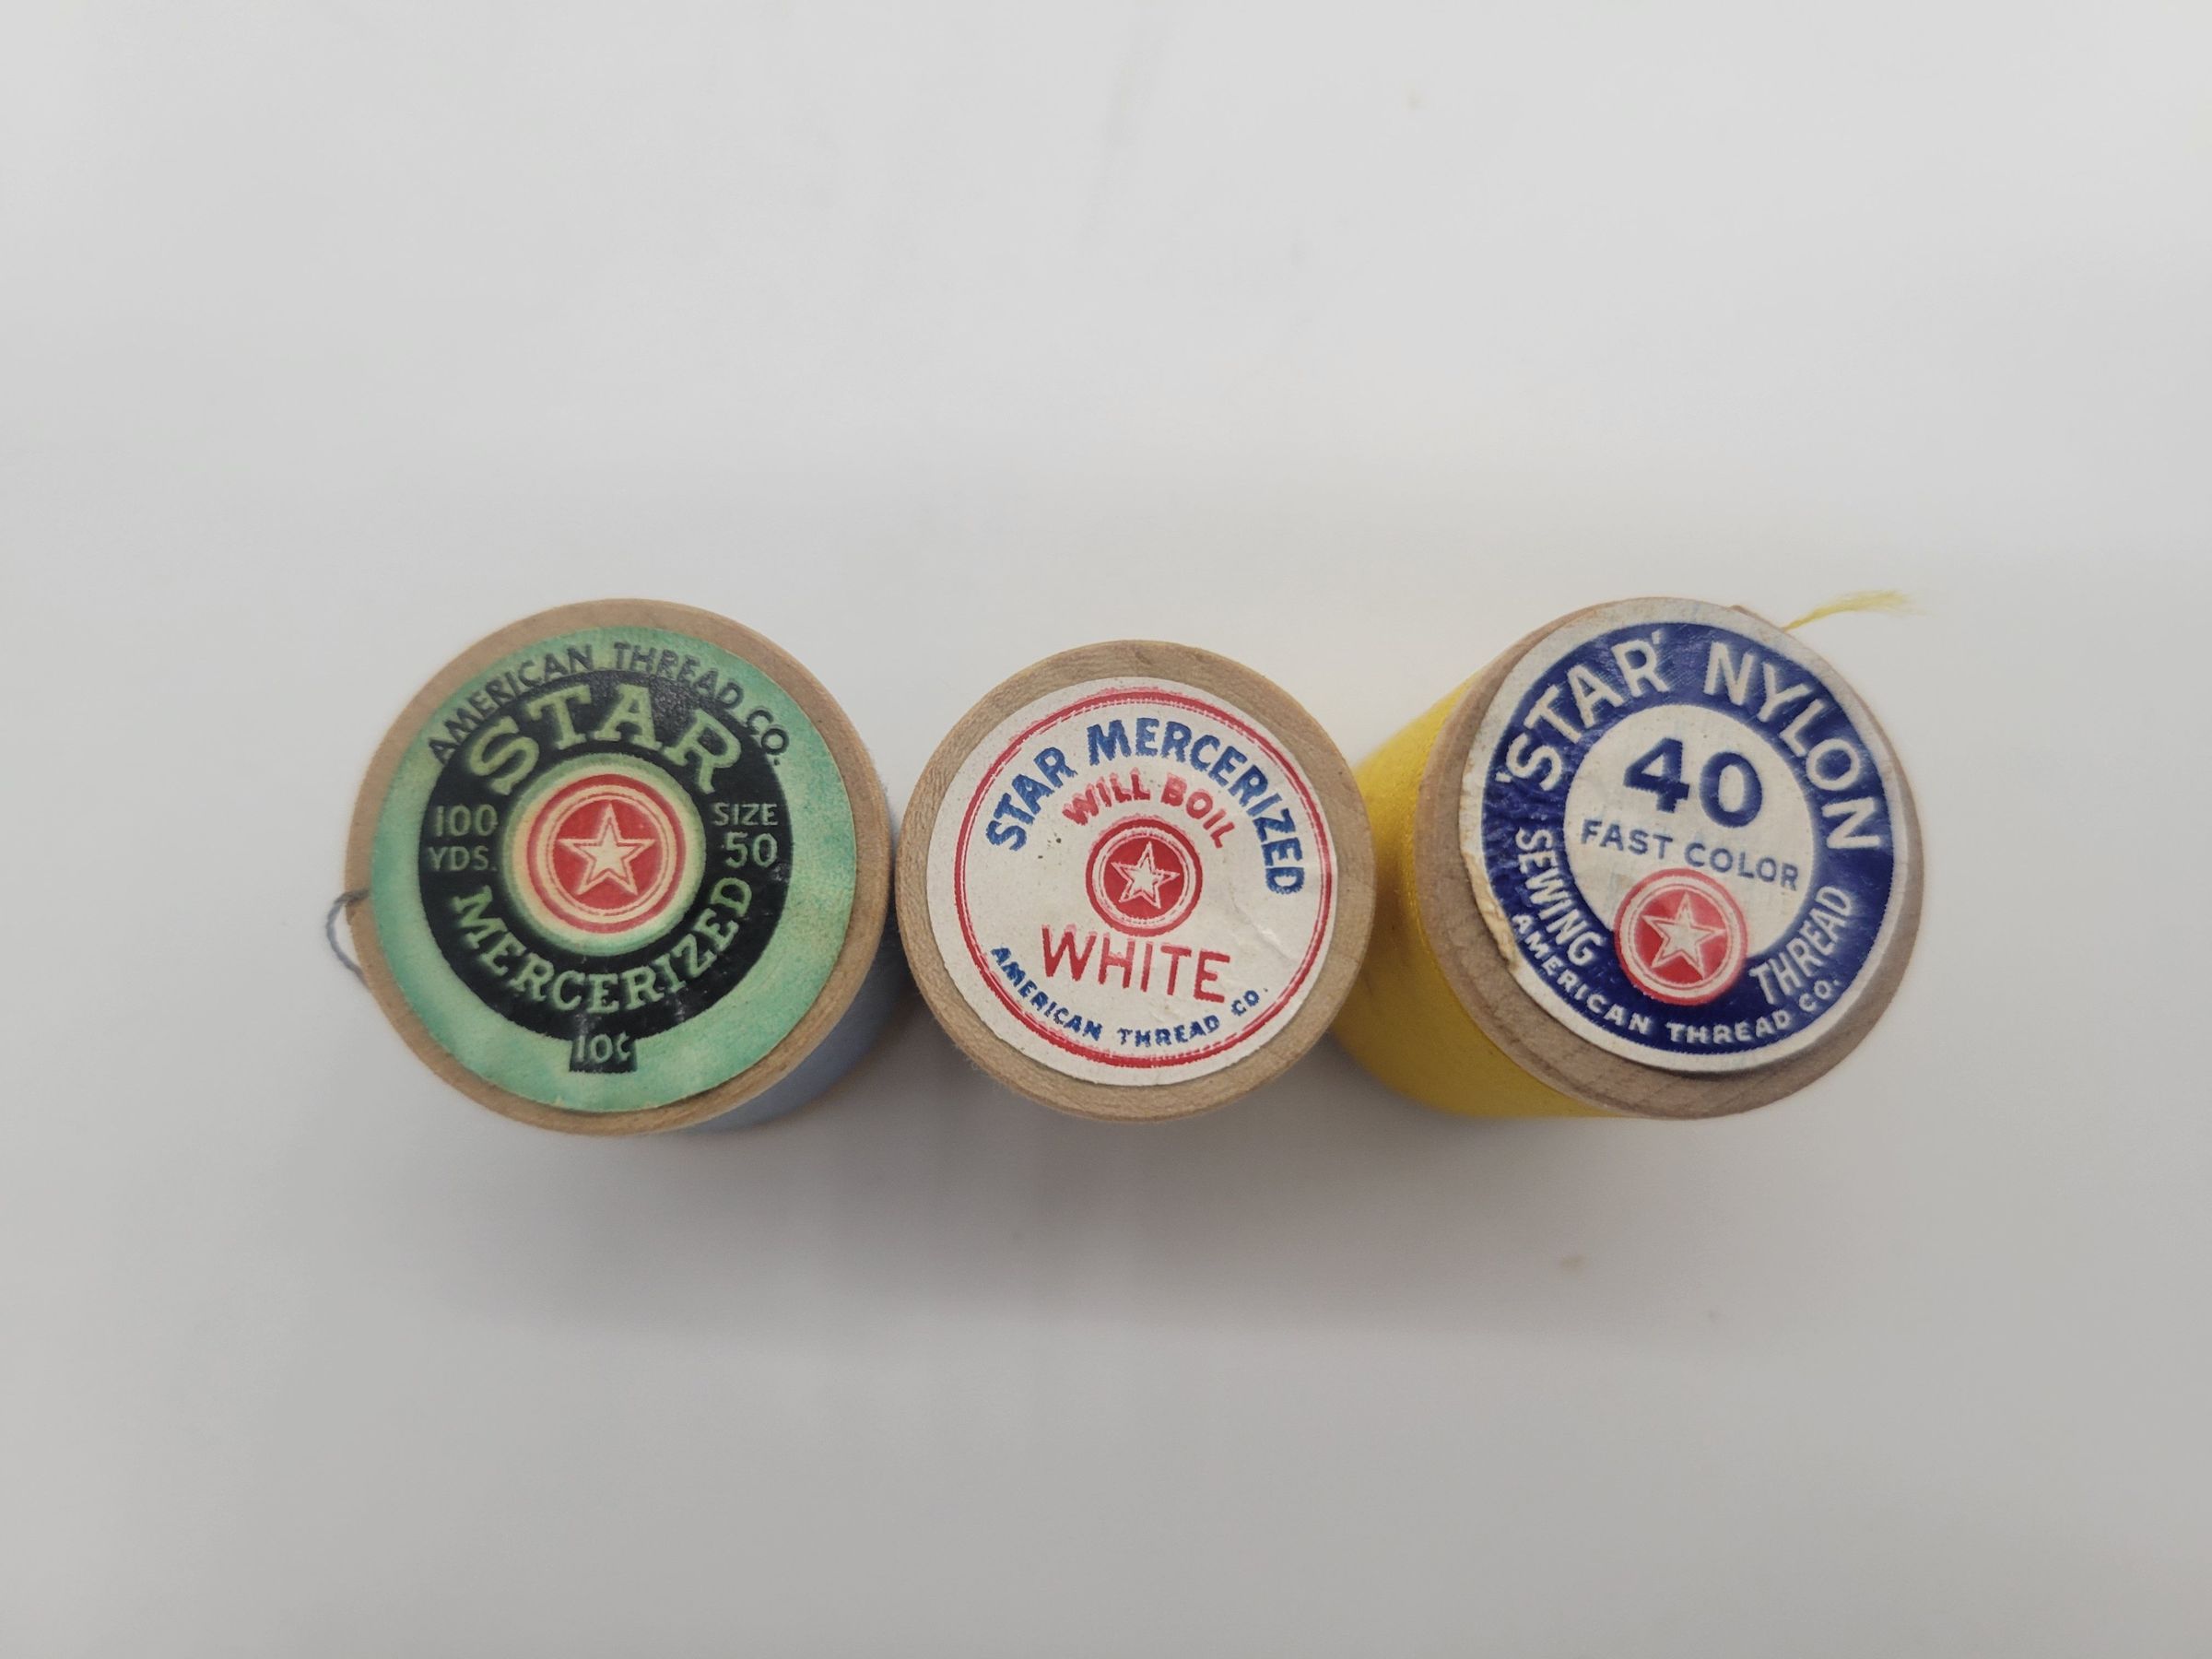 AMERICAN THREAD CO.
STAR
100
YDS.
SIZE
50
MERCERIZED
10¢
STAR MERCERIZED
WILL BOIL
WHITE
AMERICAN THREAD CO.
'STAR' NYLON
40
FAST COLOR
SEWING THREAD
AMERICAN THREAD CO.